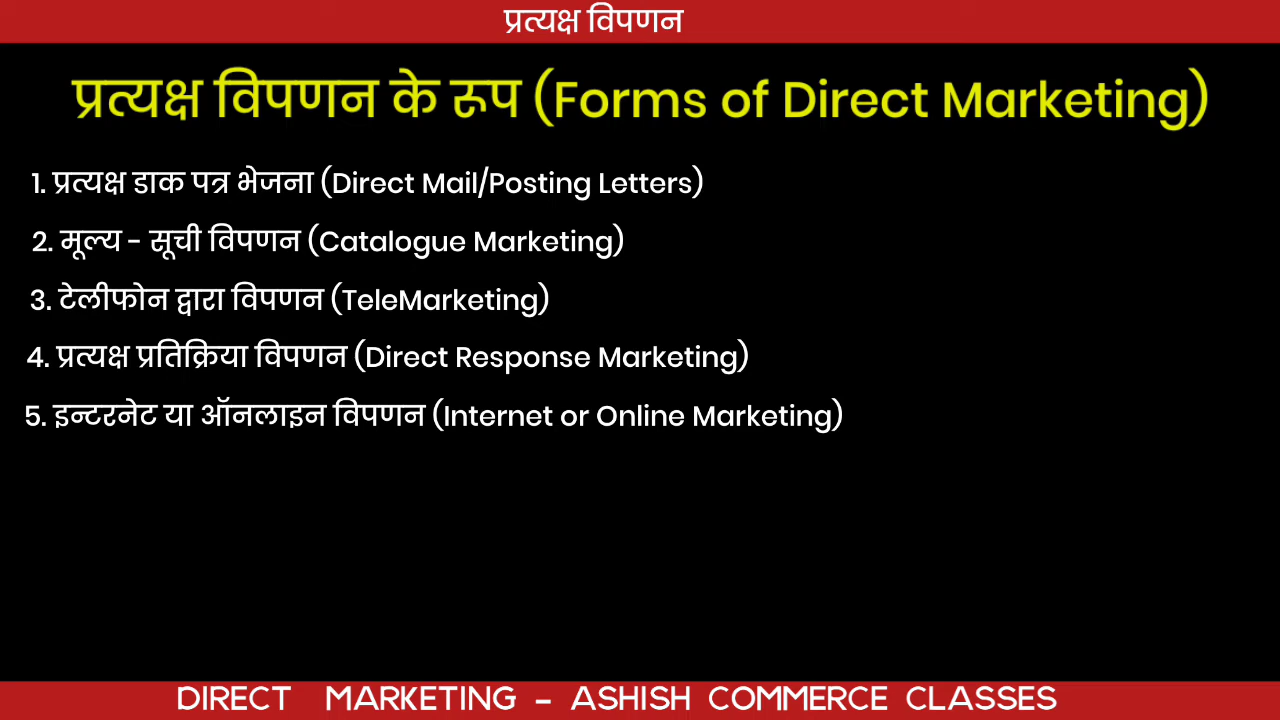 प्रत्यक्ष विपणन
प्रत्यक्ष विपणन के रूप (Forms of Direct Marketing)
1. प्रत्यक्ष डाक पत्र भेजना (Direct Mail/Posting Letters)
2. मूल्य - सूची विपणन (Catalogue Marketing)
3. टेलीफोन द्वारा विपणन (TeleMarketing)
4. प्रत्यक्ष प्रतिक्रिया विपणन (Direct Response Marketing)
5. इन्टरनेट या ऑनलाइन विपणन (Internet or Online Marketing)
DIRECT MARKETING - ASHISH COMMERCE CLASSES